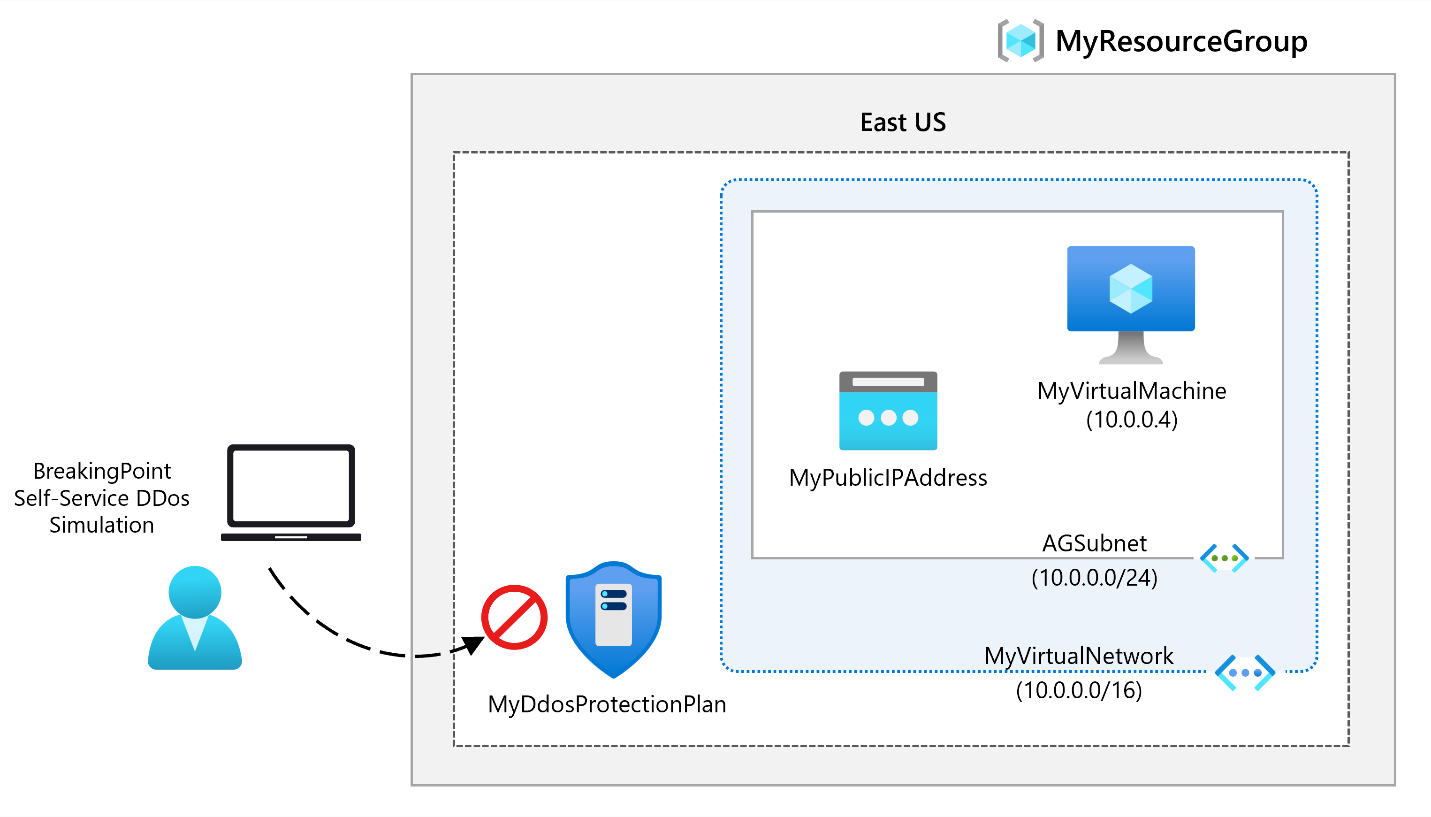 MyResourceGroup
East US
MyVirtualMachine
(10.0.0.4)
MyPublicIPAddress
BreakingPoint
Self-Service DDos
Simulation
AGSubnet
(10.0.0.0/24)
MyVirtualNetwork
(10.0.0.0/16)
MyDdosProtectionPlan